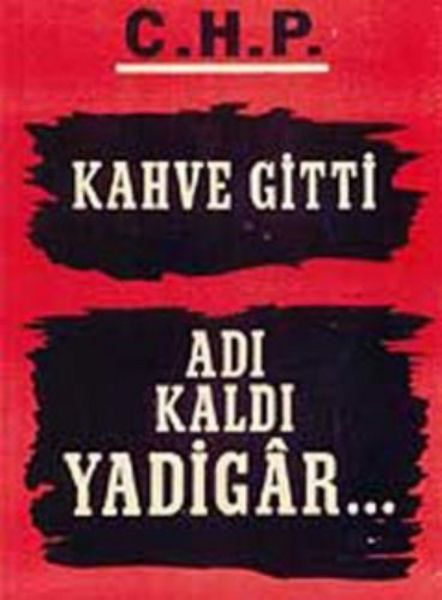 C.H.P.
KAHVE GİTTİ
ADI
KALDI
YADİGÂR...